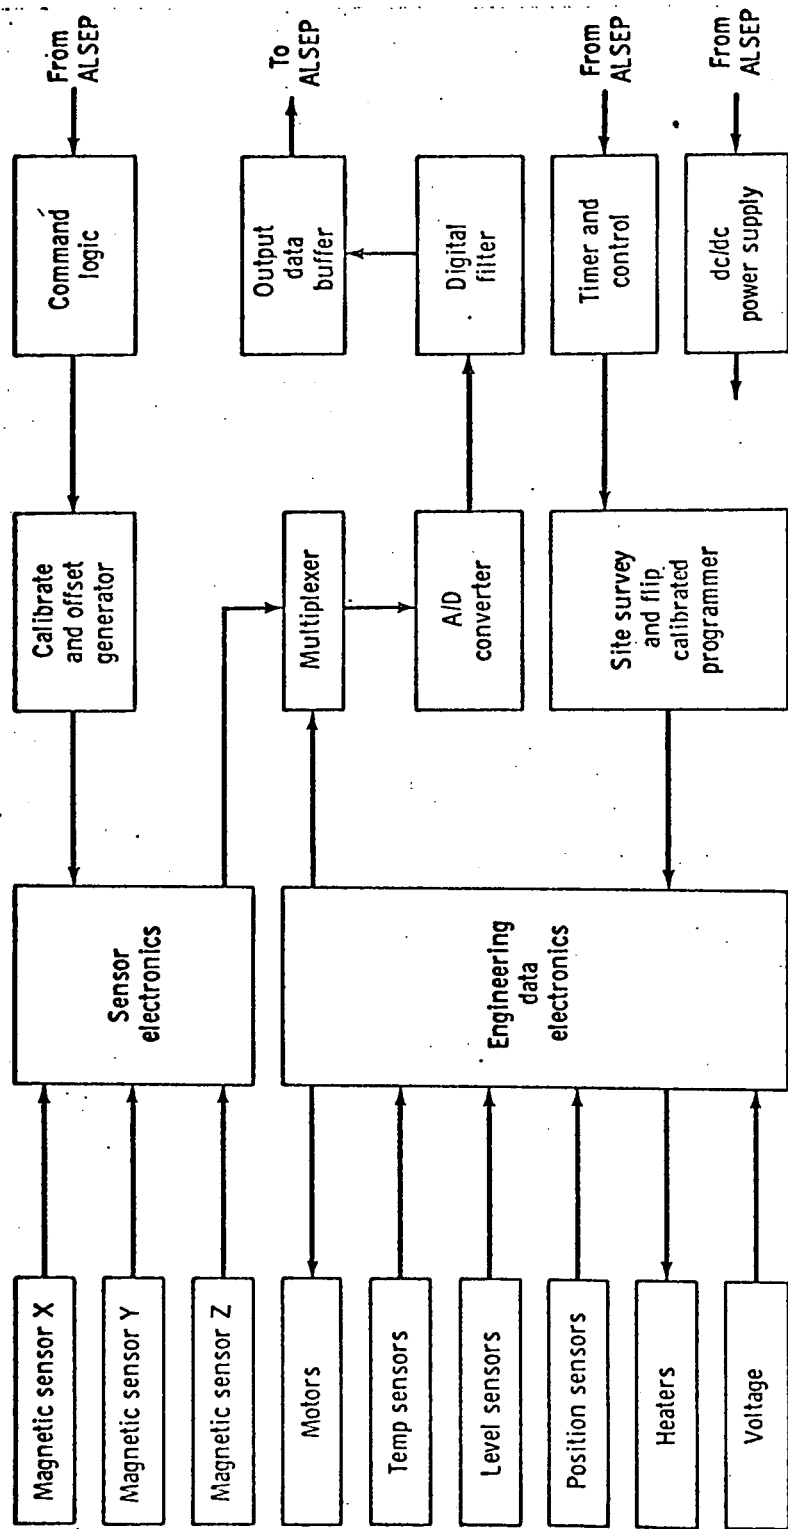 Magnetic sensor X
Magnetic sensor Y
Magnetic sensor Z
Motors
Temp sensors
Level sensors
Position sensors
Heaters
Voltage
Sensor
electronics
Engineering
data
electronics
Calibrate
and offset
generator
Multiplexer
A/D
converter
Site survey
and flip
calibrated
programmer
Command
logic
Output
data
buffer
Digital
filter
Timer and
control
dc/dc
power supply
From
ALSEP
To
ALSEP
From
ALSEP
From
ALSEP